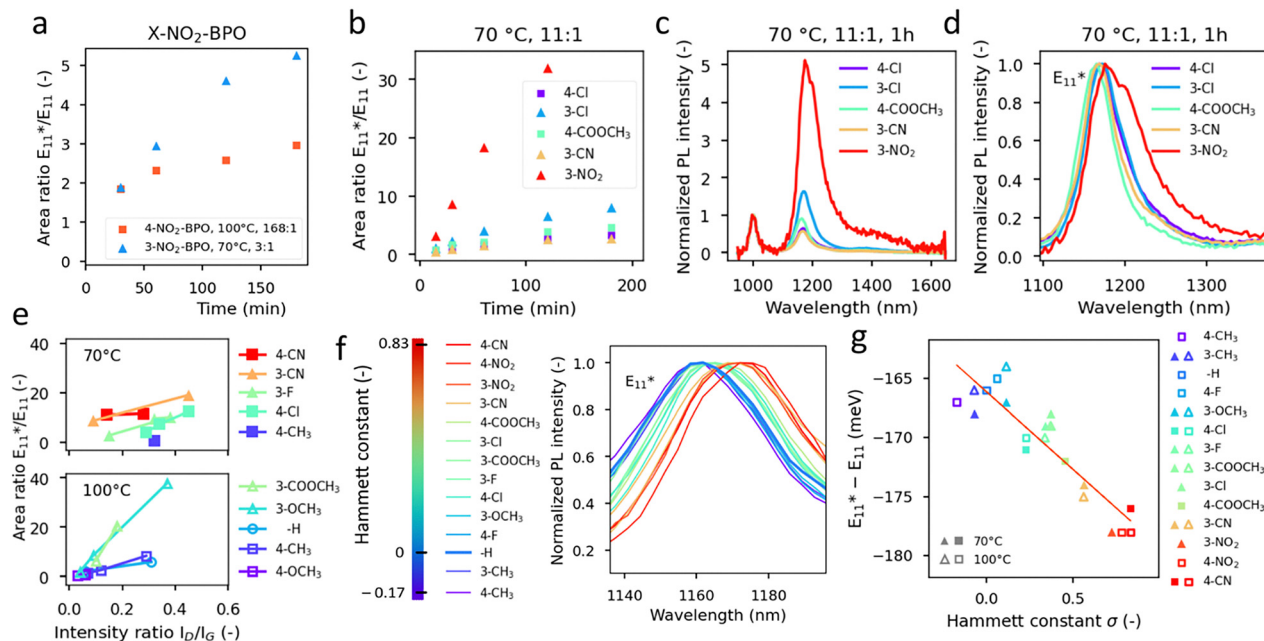 a
X-NO₂-BPO
Area ratio E₁₁*/E₁₁ (-)
5
4
3
2
1
0
4-NO₂-BPO, 100°C, 168:1
3-NO₂-BPO, 70°C, 3:1
0 50 100 150
Time (min)
b
70 °C, 11:1
Area ratio E₁₁*/E₁₁ (-)
30
20
10
0
4-Cl
3-Cl
4-COOCH₃
3-CN
3-NO₂
0 100 200
Time (min)
c
70 °C, 11:1, 1h
Normalized PL intensity (-)
5
4
3
2
1
0
4-Cl
3-Cl
4-COOCH₃
3-CN
3-NO₂
1000 1200 1400 1600
Wavelength (nm)
d
70 °C, 11:1, 1h
Normalized PL intensity (-)
1.0
0.8
0.6
0.4
0.2
0.0
E₁₁*
4-Cl
3-Cl
4-COOCH₃
3-CN
3-NO₂
1100 1200 1300
Wavelength (nm)
e
Area ratio E₁₁*/E₁₁ (-)
40
20
0
70°C
4-CN
3-CN
3-F
4-Cl
4-CH₃
40
20
0
100°C
3-COOCH₃
3-OCH₃
-H
4-CH₃
4-OCH₃
0.0 0.2 0.4 0.6
Intensity ratio I_D/I_G (-)
f
Hammett constant (-)
0.83
0
−0.17
4-CN
4-NO₂
3-NO₂
3-CN
4-COOCH₃
3-Cl
3-COOCH₃
3-F
4-Cl
3-OCH₃
4-F
-H
3-CH₃
4-CH₃
Normalized PL intensity (-)
1.0
0.8
0.6
0.4
0.2
E₁₁*
1140 1160 1180
Wavelength (nm)
g
E₁₁* − E₁₁ (meV)
−165
−170
−175
−180
70°C
100°C
0.0 0.5
Hammett constant σ (-)
4-CH₃
3-CH₃
-H
4-F
3-OCH₃
4-Cl
3-F
3-COOCH₃
3-Cl
4-COOCH₃
3-CN
3-NO₂
4-NO₂
4-CN